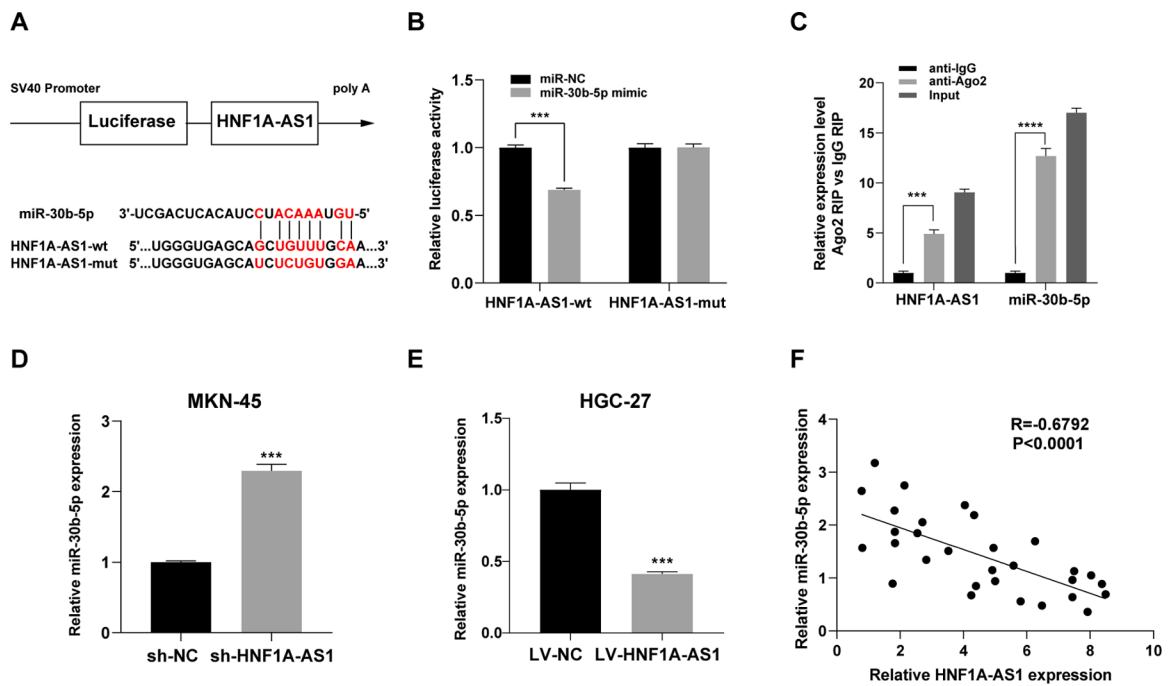 A
SV40 Promoter
poly A
Luciferase
HNF1A-AS1
miR-30b-5p 3'-UCGACUCACAUCCUACAAAUGU-5'
HNF1A-AS1-wt 5'...UGGGUGAGCAGCUGUUUGCAA...3'
HNF1A-AS1-mut 5'...UGGGUGAGCAUCUCUGUGGAA...3'
B
miR-NC
miR-30b-5p mimic
Relative luciferase activity
1.5
1.0
0.5
0.0
***
HNF1A-AS1-wt
HNF1A-AS1-mut
C
anti-IgG
anti-Ago2
Input
Relative expression level
Ago2 RIP vs IgG RIP
20
15
10
5
0
***
****
HNF1A-AS1
miR-30b-5p
D
MKN-45
Relative miR-30b-5p expression
3
2
1
0
***
sh-NC
sh-HNF1A-AS1
E
HGC-27
Relative miR-30b-5p expression
1.5
1.0
0.5
0.0
***
LV-NC
LV-HNF1A-AS1
F
R=-0.6792
P<0.0001
Relative miR-30b-5p expression
4
3
2
1
0
0 2 4 6 8 10
Relative HNF1A-AS1 expression